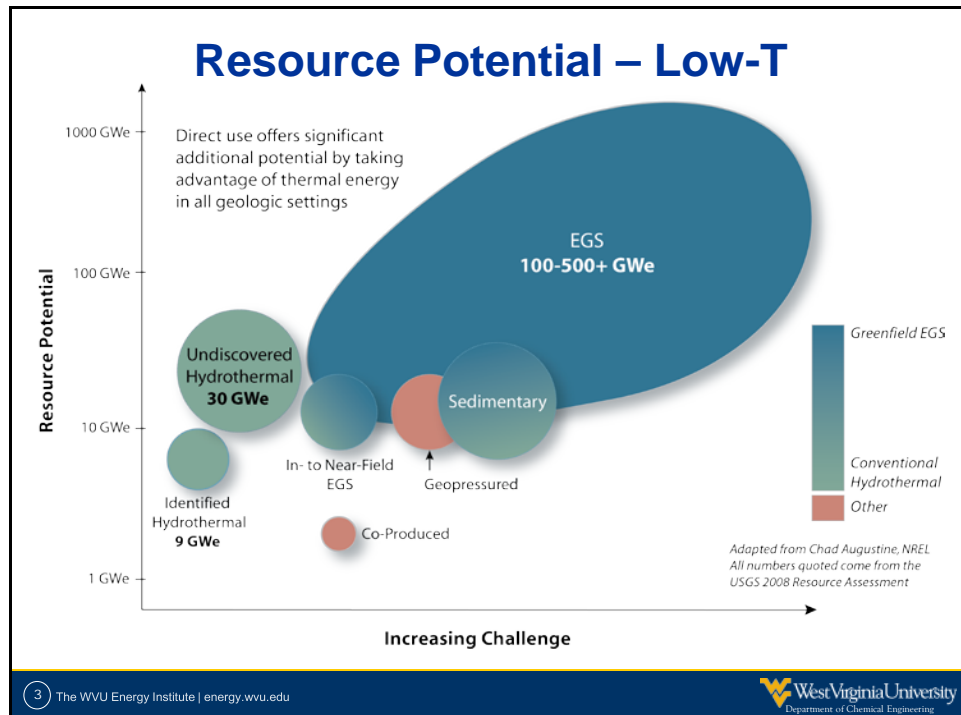 Resource Potential – Low-T
1000 GWe
Direct use offers significant
additional potential by taking
advantage of thermal energy
in all geologic settings
EGS
100-500+ GWe
100 GWe
Resource Potential
Undiscovered
Hydrothermal
30 GWe
Sedimentary
10 GWe
In- to Near-Field
EGS
Geopressured
Identified
Hydrothermal
9 GWe
Co-Produced
1 GWe
Increasing Challenge
Greenfield EGS
Conventional
Hydrothermal
Other
Adapted from Chad Augustine, NREL
All numbers quoted come from the
USGS 2008 Resource Assessment
3 The WVU Energy Institute | energy.wvu.edu
WV WestVirginiaUniversity
Department of Chemical Engineering